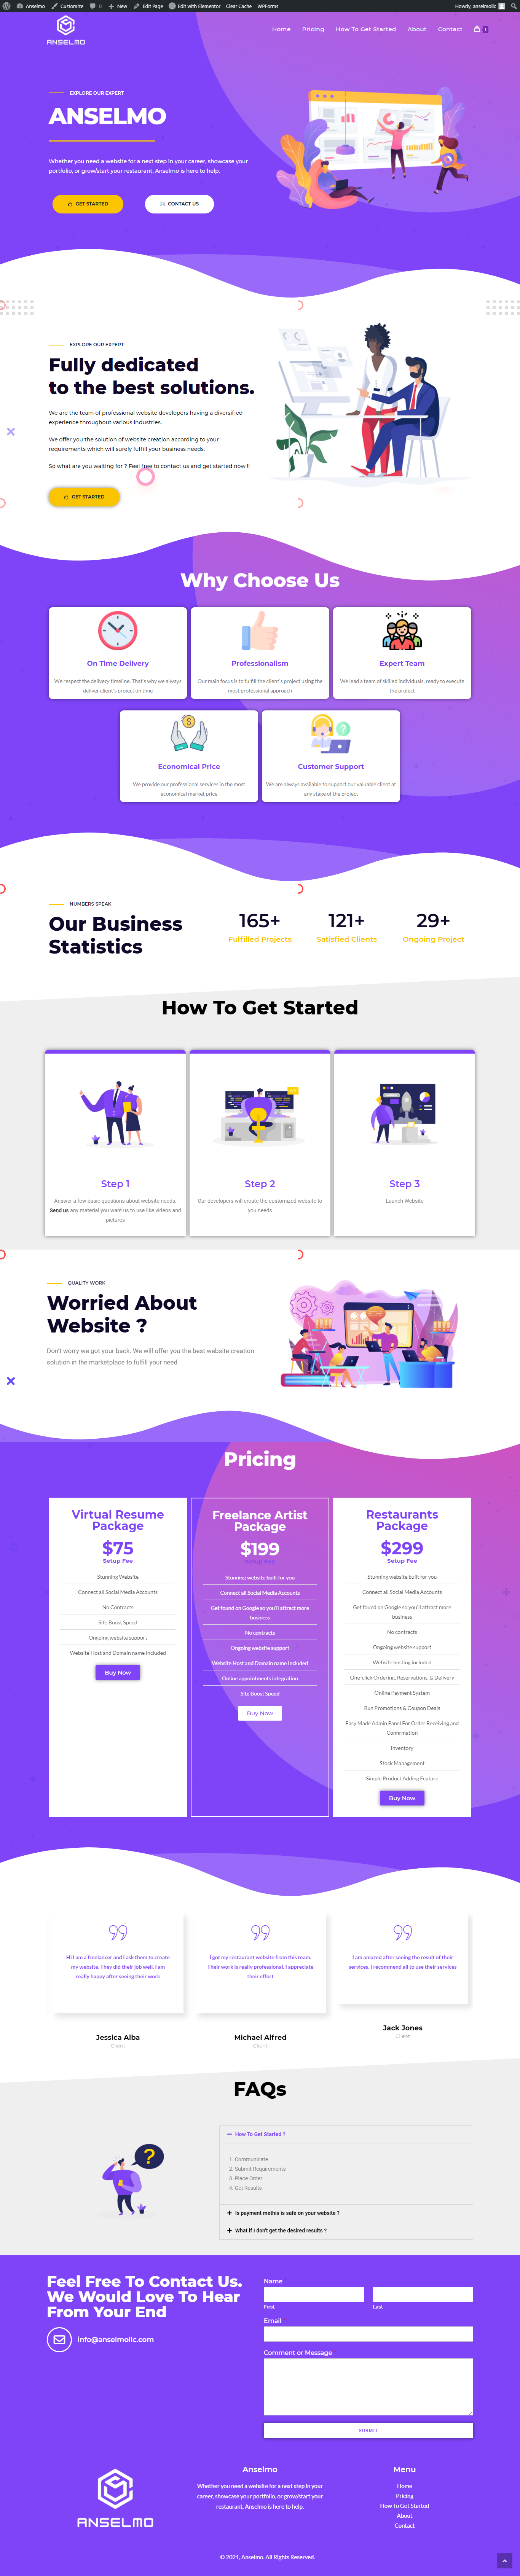 Anselmo Customize 0 New Edit Page Edit with Elementor Clear Cache WPForms Howdy, anselmollc
ANSELMO
Home Pricing How To Get Started About Contact 1
EXPLORE OUR EXPERT
ANSELMO
Whether you need a website for a next step in your career, showcase your
portfolio, or grow/start your restaurant, Anselmo is here to help.
GET STARTED CONTACT US
EXPLORE OUR EXPERT
Fully dedicated
to the best solutions.
We are the team of professional website developers having a diversified
experience throughout various industries.
We offer you the solution of website creation according to your
requirements which will surely fulfill your business needs.
So what are you waiting for ? Feel free to contact us and get started now !!
GET STARTED
Why Choose Us
On Time Delivery
We respect the delivery timeline. That's why we always
deliver client's project on time
Professionalism
Our main focus is to fulfill the client's project using the
most professional approach
Expert Team
We lead a team of skilled individuals, ready to execute
the project
Economical Price
We provide our professional services in the most
economical market price
Customer Support
We are always available to support our valuable client at
any stage of the project
NUMBERS SPEAK
Our Business
Statistics
165+ 121+ 29+
Fulfilled Projects Satisfied Clients Ongoing Project
How To Get Started
Step 1
Answer a few basic questions about website needs.
Send us any material you want us to use like videos and
pictures
Step 2
Our developers will create the customized website to
you needs
Step 3
Launch Website
QUALITY WORK
Worried About
Website ?
Don't worry we got your back. We will offer you the best website creation
solution in the marketplace to fulfill your need
Pricing
Virtual Resume
Package
$75
Setup Fee
Stunning Website
Connect all Social Media Accounts
No Contracts
Site Boost Speed
Ongoing website support
Website Host and Domain name Included
Buy Now
Freelance Artist
Package
$199
Setup Fee
Stunning website built for you
Connect all Social Media Accounts
Get found on Google so you'll attract more
business
No contracts
Ongoing website support
Website Host and Domain name Included
Online appointments integration
Site Boost Speed
Buy Now
Restaurants
Package
$299
Setup Fee
Stunning website built for you
Connect all Social Media Accounts
Get found on Google so you'll attract more
business
No contracts
Ongoing website support
Website hosting included
One-click Ordering, Reservations, & Delivery
Online Payment System
Run Promotions & Coupon Deals
Easy Made Admin Panel For Order Receiving and
Confirmation
Inventory
Stock Management
Simple Product Adding Feature
Buy Now
Hi I am a freelancer and I ask them to create
my website. They did their job well. I am
really happy after seeing their work
Jessica Alba
Client
I got my restaurant website from this team.
Their work is really professional. I appreciate
their effort
Michael Alfred
Client
I am amazed after seeing the result of their
services. I recommend all to use their services
Jack Jones
Client
FAQs
How To Get Started ?
1. Communicate
2. Submit Requirements
3. Place Order
4. Get Results
Is payment methis is safe on your website ?
What if I don't get the desired results ?
Feel Free To Contact Us.
We Would Love To Hear
From Your End
info@anselmollc.com
Name
First Last
Email
Comment or Message
SUBMIT
ANSELMO
Anselmo
Whether you need a website for a next step in your
career, showcase your portfolio, or grow/start your
restaurant, Anselmo is here to help.
Menu
Home
Pricing
How To Get Started
About
Contact
© 2021, Anselmo. All Rights Reserved.